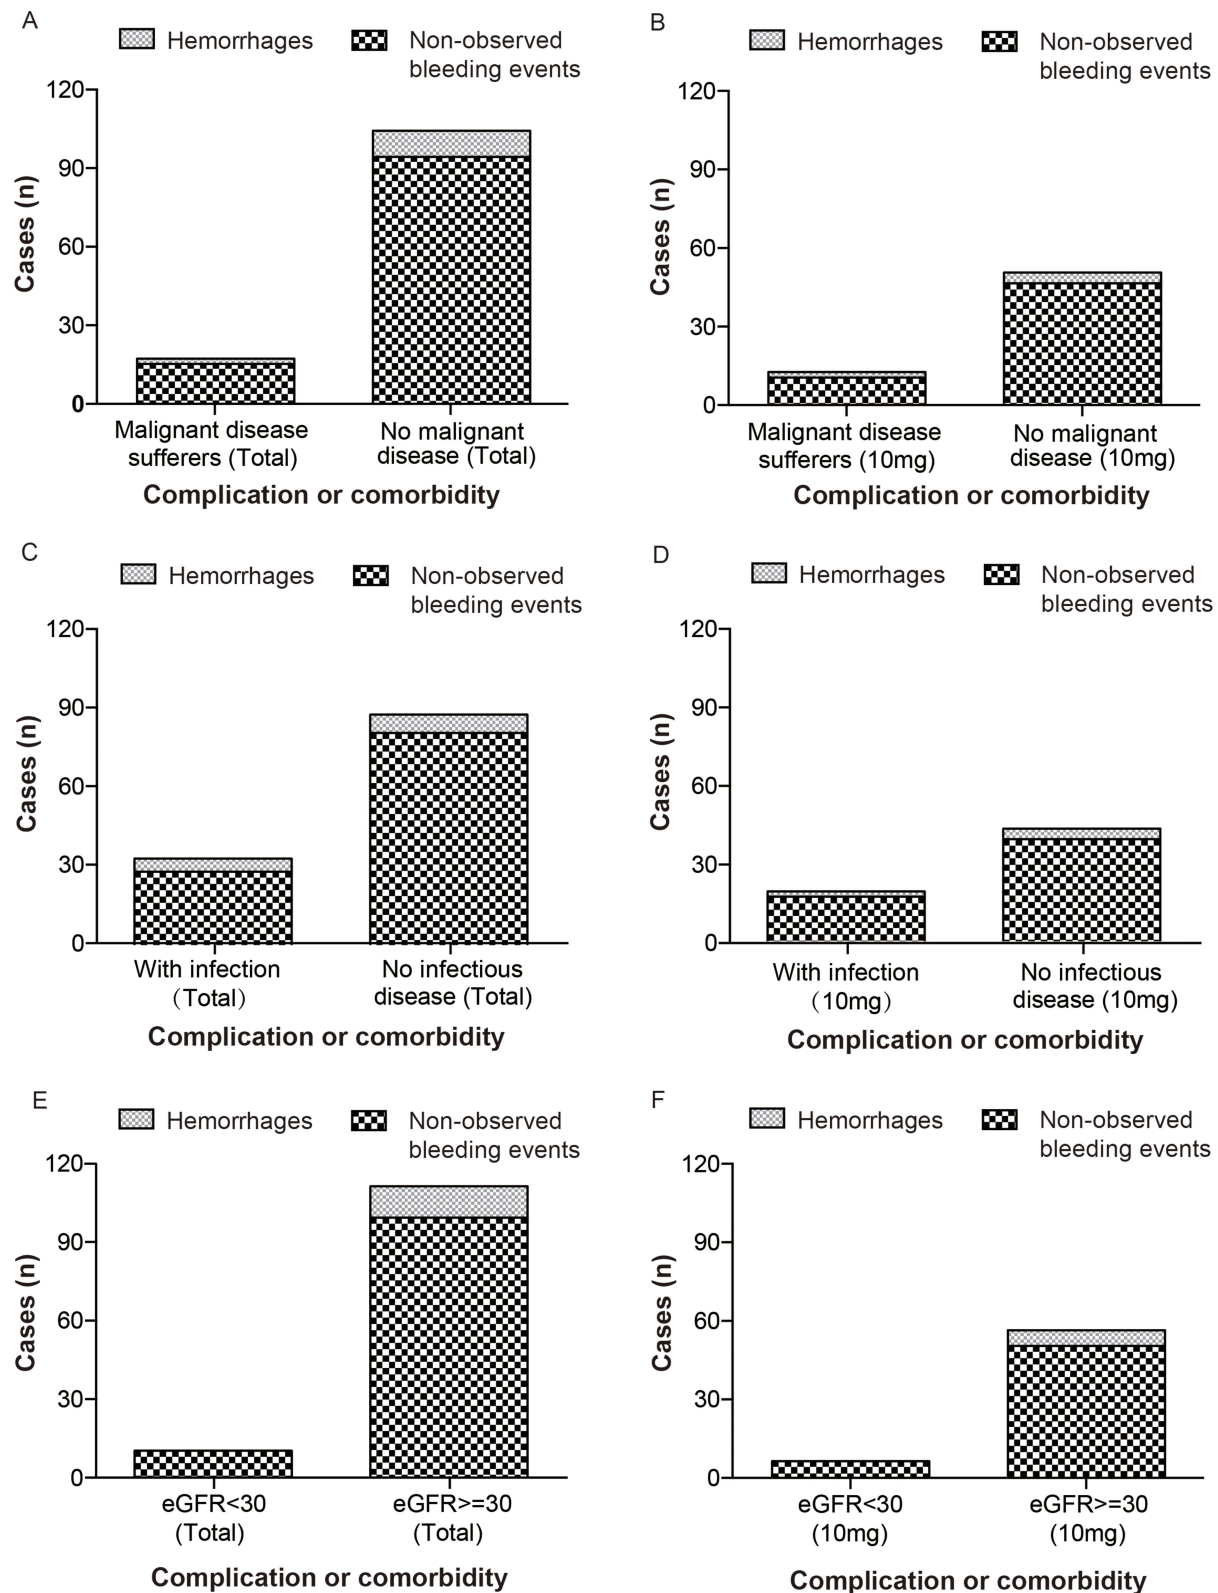 A
Hemorrhages
Non-observed
bleeding events
120
90
60
30
0
Cases (n)
Malignant disease
sufferers (Total)
No malignant
disease (Total)
Complication or comorbidity
B
Hemorrhages
Non-observed
bleeding events
120
90
60
30
0
Cases (n)
Malignant disease
sufferers (10mg)
No malignant
disease (10mg)
Complication or comorbidity
C
Hemorrhages
Non-observed
bleeding events
120
90
60
30
0
Cases (n)
With infection
（Total）
No infectious
disease (Total)
Complication or comorbidity
D
Hemorrhages
Non-observed
bleeding events
120
90
60
30
0
Cases (n)
With infection
（10mg）
No infectious
disease (10mg)
Complication or comorbidity
E
Hemorrhages
Non-observed
bleeding events
120
90
60
30
0
Cases (n)
eGFR<30
(Total)
eGFR>=30
(Total)
Complication or comorbidity
F
Hemorrhages
Non-observed
bleeding events
120
90
60
30
0
Cases (n)
eGFR<30
(10mg)
eGFR>=30
(10mg)
Complication or comorbidity